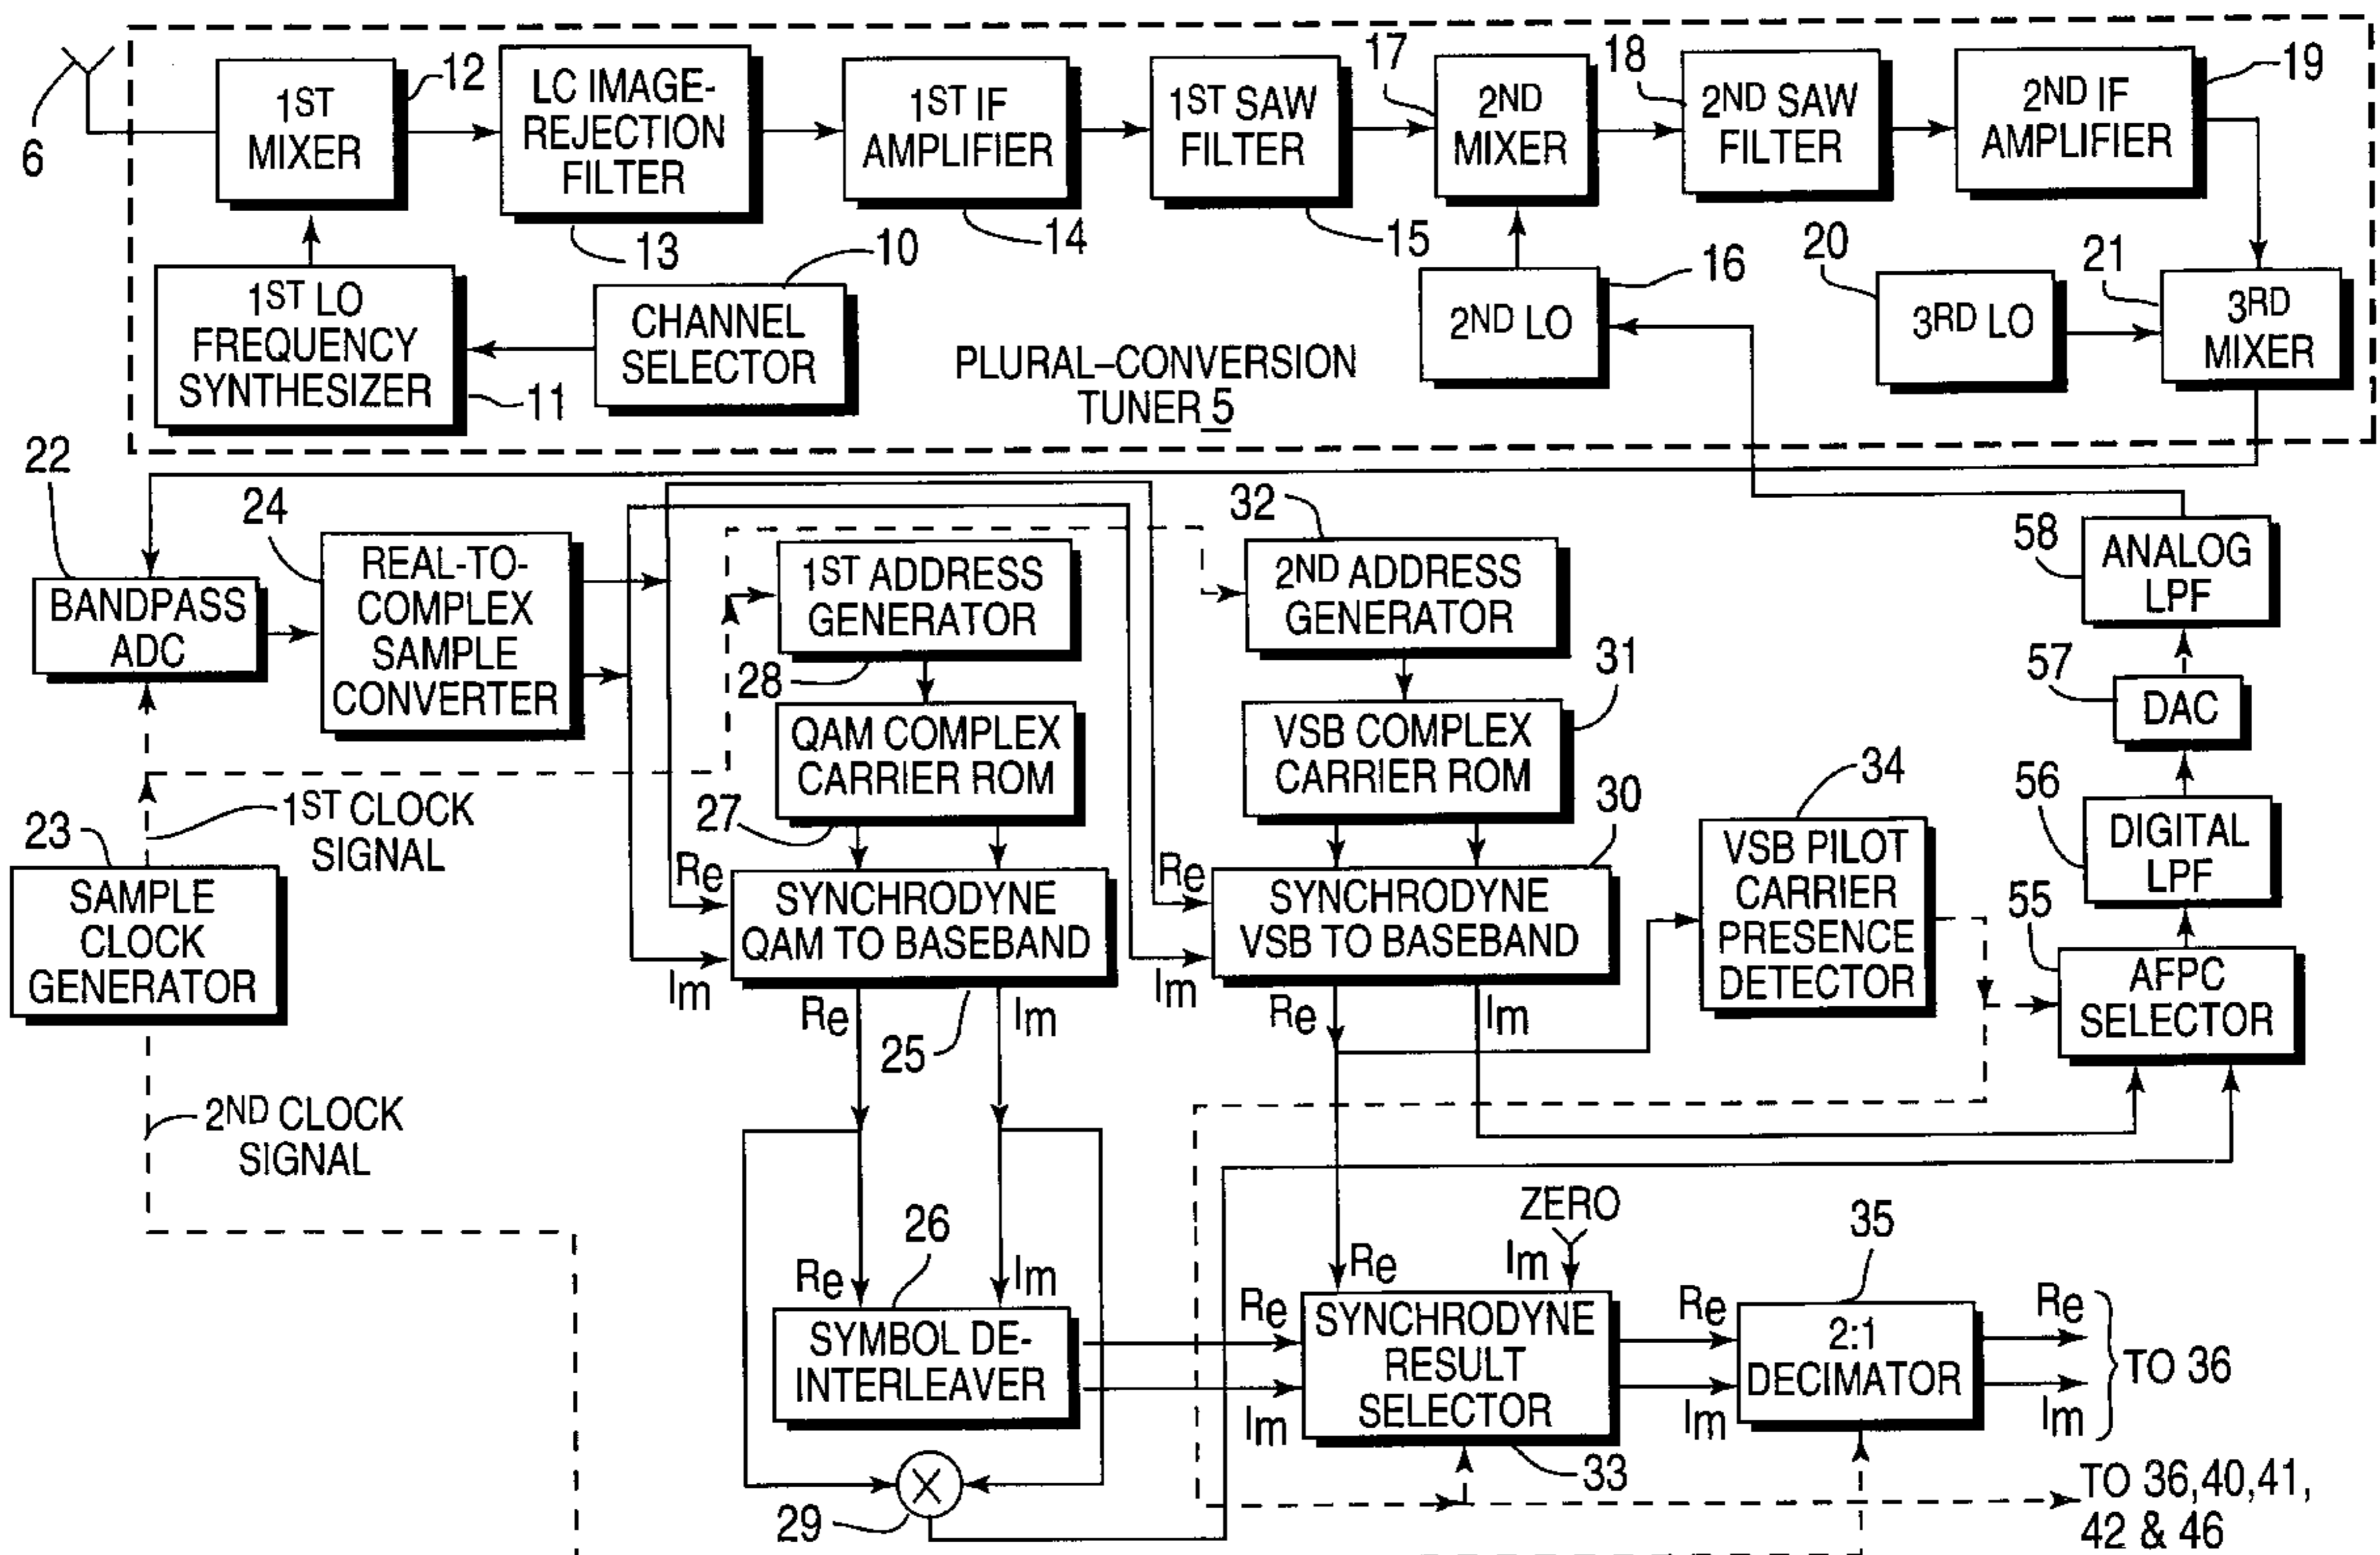 6
1ST
MIXER
12
LC IMAGE-
REJECTION
FILTER
13
1ST IF
AMPLIFIER
14
1ST SAW
FILTER
15
17
2ND
MIXER
18
2ND SAW
FILTER
2ND IF
AMPLIFIER
19
1ST LO
FREQUENCY
SYNTHESIZER
11
10
CHANNEL
SELECTOR
PLURAL–CONVERSION
TUNER 5
2ND LO
16
20
3RD LO
21
3RD
MIXER
22
BANDPASS
ADC
24
REAL-TO-
COMPLEX
SAMPLE
CONVERTER
1ST ADDRESS
GENERATOR
28
32
2ND ADDRESS
GENERATOR
58
ANALOG
LPF
57
DAC
QAM COMPLEX
CARRIER ROM
27
VSB COMPLEX
CARRIER ROM
31
34
VSB PILOT
CARRIER
PRESENCE
DETECTOR
56
DIGITAL
LPF
23
1ST CLOCK
SIGNAL
SAMPLE
CLOCK
GENERATOR
Re
Im
SYNCHRODYNE
QAM TO BASEBAND
25
Re
Im
Re
Im
SYNCHRODYNE
VSB TO BASEBAND
30
Re
Im
55
AFPC
SELECTOR
2ND CLOCK
SIGNAL
26
Re
Im
SYMBOL DE-
INTERLEAVER
29
X
ZERO
Re
Im
Re
Im
SYNCHRODYNE
RESULT
SELECTOR
33
Re
Im
35
2:1
DECIMATOR
Re
Im
TO 36
TO 36,40,41,
42 & 46